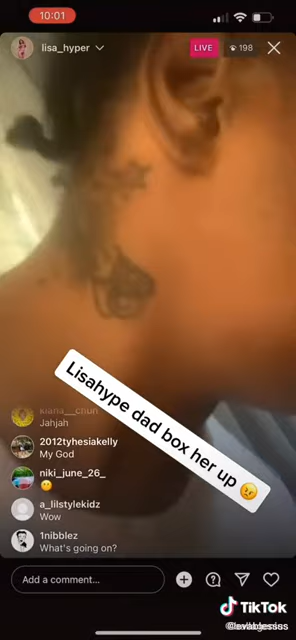 10:01
lisa_hyper
LIVE
198
Lisahype dad box her up 😠
kiana__chun
Jahjah
2012tyhesiakelly
My God
niki_june_26_
😶
a_lilstylekidz
Wow
1nibblez
What's going on?
Add a comment...
TikTok